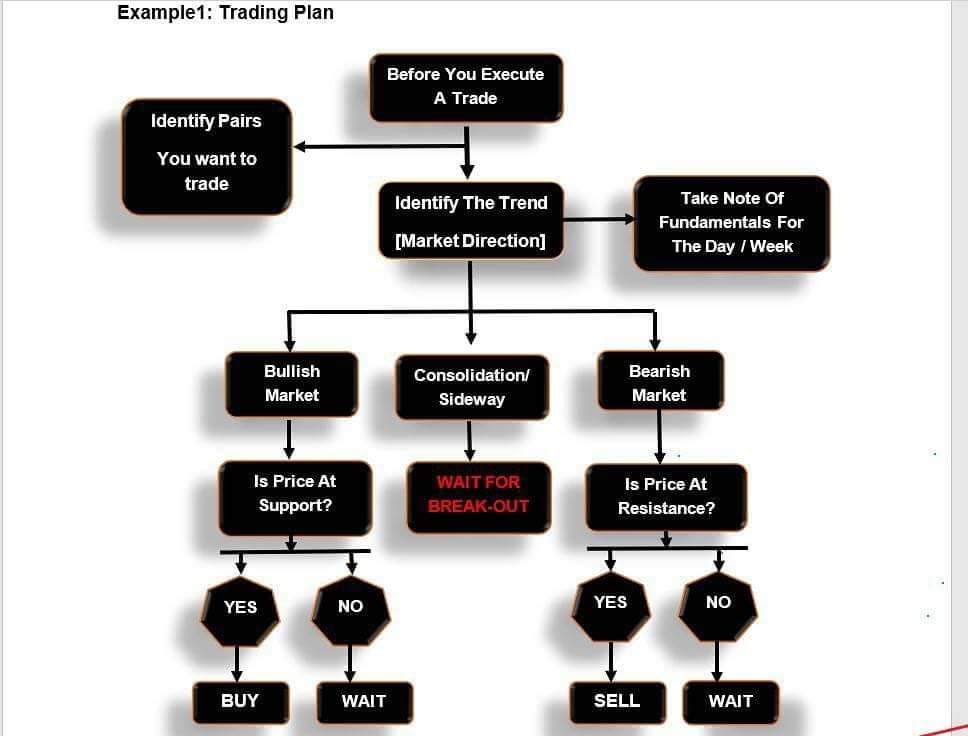 Example1: Trading Plan
Before You Execute
A Trade
Identify Pairs
You want to
trade
Identify The Trend
[Market Direction]
Take Note Of
Fundamentals For
The Day / Week
Bullish
Market
Consolidation/
Sideway
Bearish
Market
Is Price At
Support?
WAIT FOR
BREAK-OUT
Is Price At
Resistance?
YES
NO
YES
NO
BUY
WAIT
SELL
WAIT